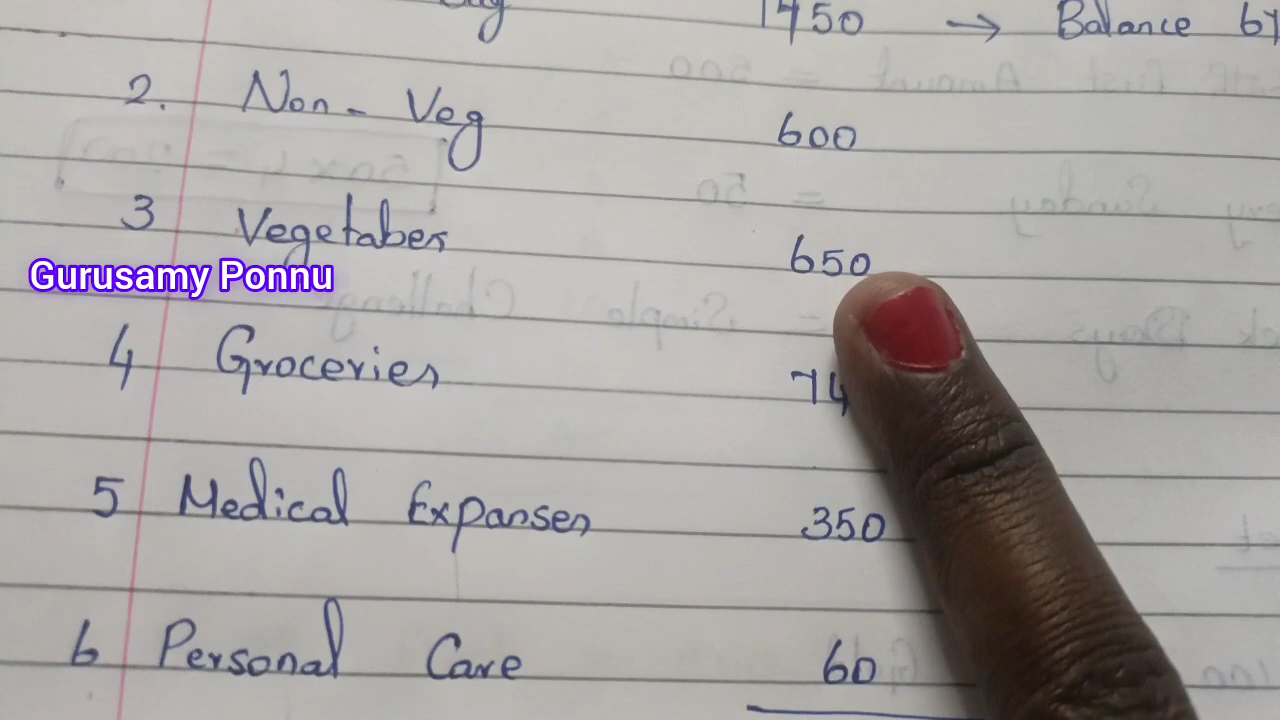 1450 → Balance
2. Non-Veg 600
3 Vegetabes 650
Gurusamy Ponnu
4 Groceries 74
5 Medical Expanses 350
6 Personal Care 60